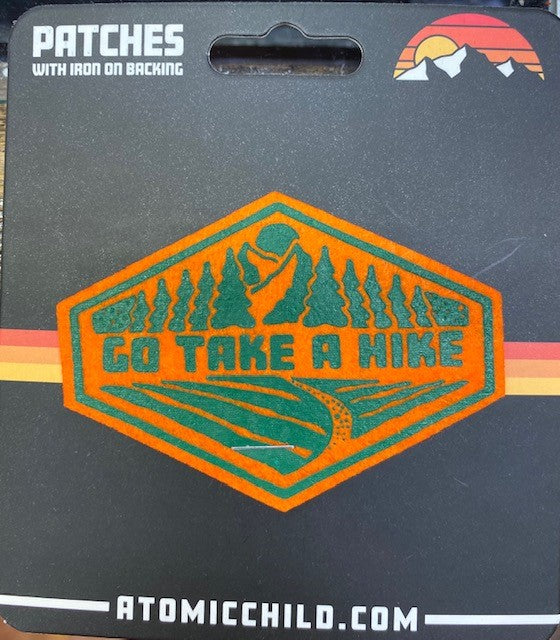 PATCHES
WITH IRON ON BACKING
GO TAKE A HIKE
ATOMICCHILD.COM